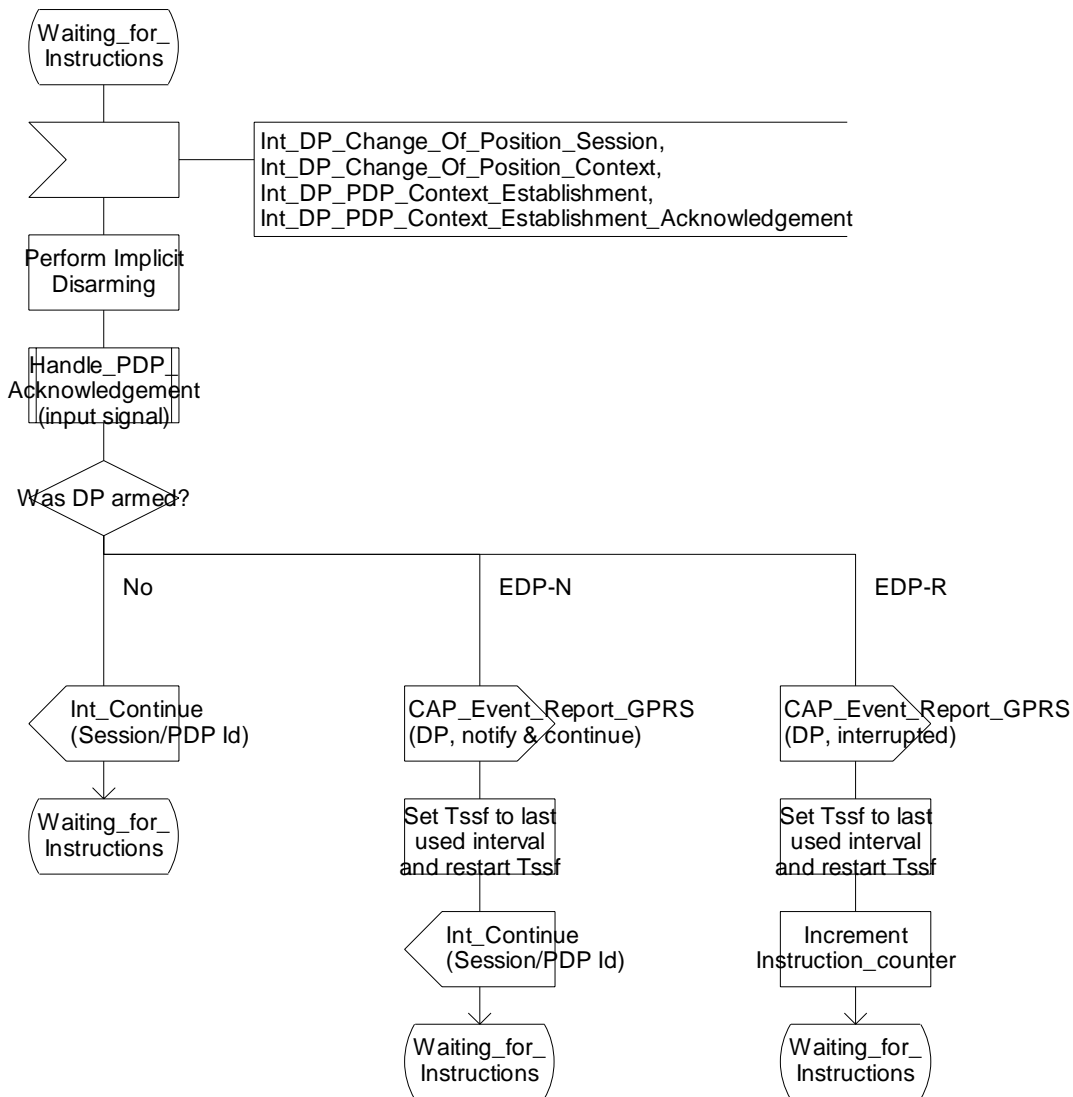 Waiting_for_
Instructions
Int_DP_Change_Of_Position_Session,
Int_DP_Change_Of_Position_Context,
Int_DP_PDP_Context_Establishment,
Int_DP_PDP_Context_Establishment_Acknowledgement
Perform Implicit
Disarming
Handle_PDP_
Acknowledgement
(input signal)
Was DP armed?
No
EDP-N
EDP-R
Int_Continue
(Session/PDP Id)
CAP_Event_Report_GPRS
(DP, notify & continue)
CAP_Event_Report_GPRS
(DP, interrupted)
Waiting_for_
Instructions
Set Tssf to last
used interval
and restart Tssf
Set Tssf to last
used interval
and restart Tssf
Int_Continue
(Session/PDP Id)
Increment
Instruction_counter
Waiting_for_
Instructions
Waiting_for_
Instructions